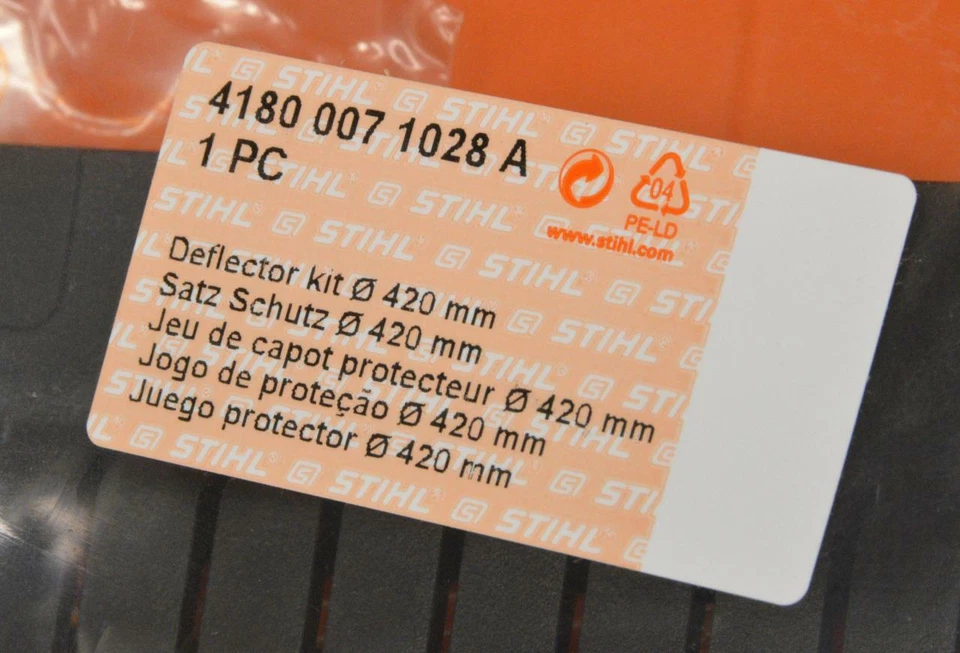 4180 007 1028 A
1 PC
04
PE-LD
www.stihl.com
Deflector kit Ø 420 mm
Satz Schutz Ø 420 mm
Jeu de capot protecteur Ø 420 mm
Jogo de proteção Ø 420 mm
Juego protector Ø 420 mm
STIHL